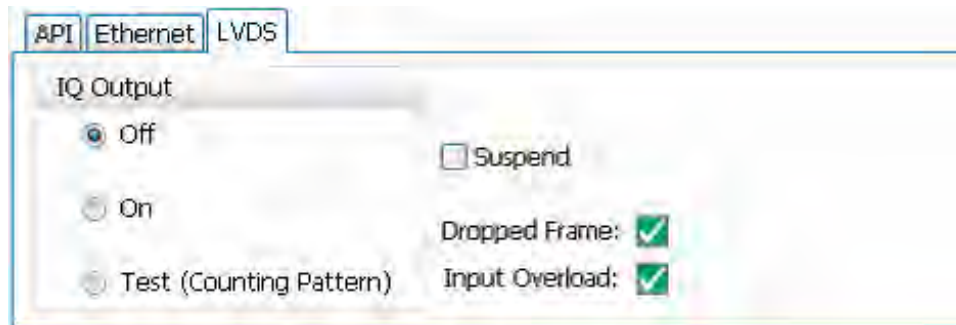 API Ethernet LVDS
IQ Output
Off
Suspend
On
Dropped Frame:
Test (Counting Pattern)
Input Overload: